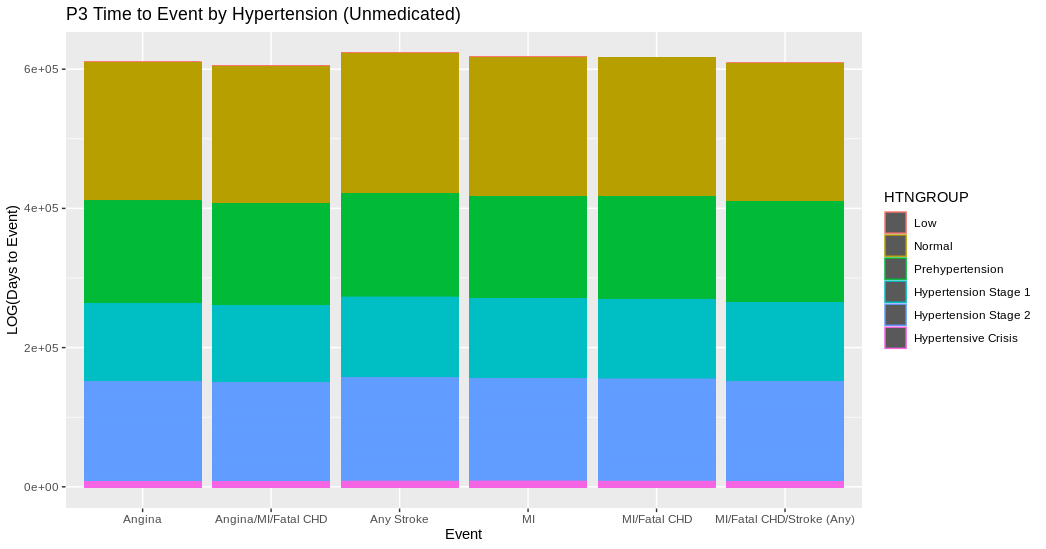 P3 Time to Event by Hypertension (Unmedicated)
LOG(Days to Event)
6e+05
4e+05
2e+05
0e+00
Angina
Angina/MI/Fatal CHD
Any Stroke
MI
MI/Fatal CHD
MI/Fatal CHD/Stroke (Any)
Event
HTNGROUP
Low
Normal
Prehypertension
Hypertension Stage 1
Hypertension Stage 2
Hypertensive Crisis